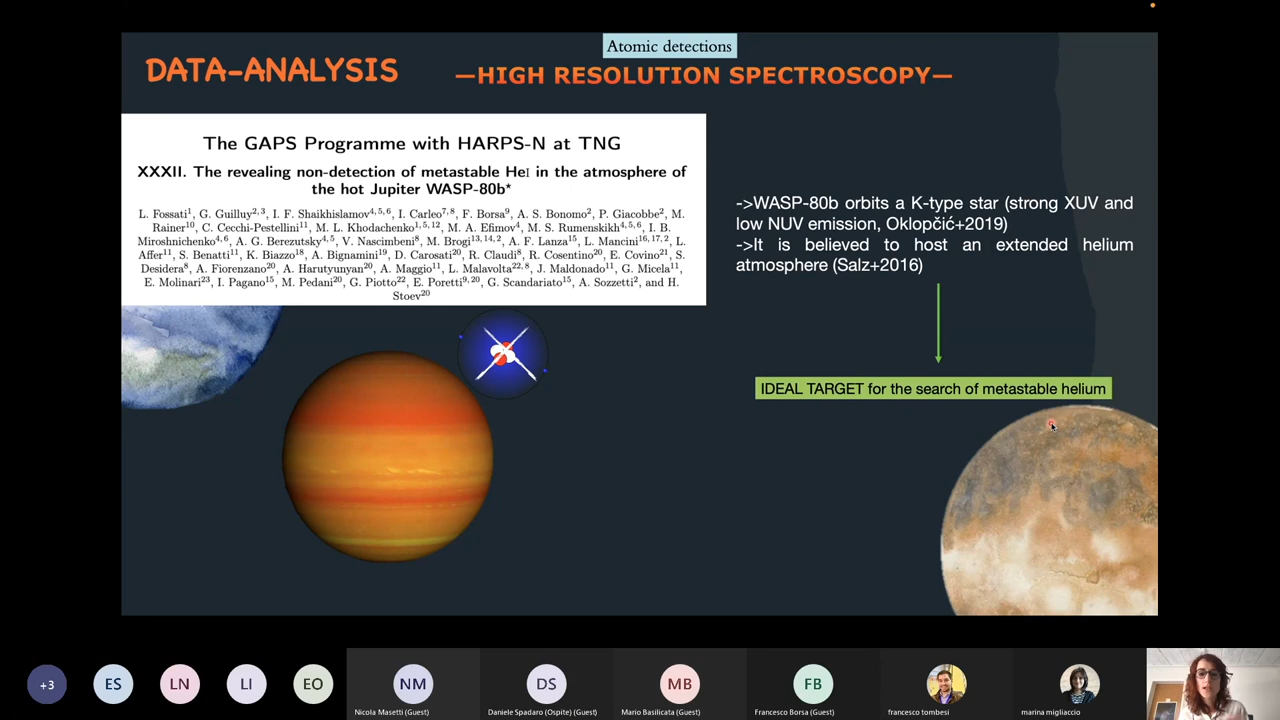 Atomic detections
DATA-ANALYSIS
—HIGH RESOLUTION SPECTROSCOPY—
The GAPS Programme with HARPS-N at TNG
XXXII. The revealing non-detection of metastable HeI in the atmosphere of
the hot Jupiter WASP-80b*
L. Fossati1, G. Guilluy2,3, I. F. Shaikhislamov4,5,6, I. Carleo7,8, F. Borsa9, A. S. Bonomo2, P. Giacobbe2, M.
Rainer10, C. Cecchi-Pestellini11, M. L. Khodachenko1,5,12, M. A. Efimov4, M. S. Rumenskikh4,5,6, I. B.
Miroshnichenko4,6, A. G. Berezutsky4,5, V. Nascimbeni8, M. Brogi13,14,2, A. F. Lanza15, L. Mancini16,17,2, L.
Affer11, S. Benatti11, K. Biazzo18, A. Bignamini19, D. Carosati20, R. Claudi8, R. Cosentino20, E. Covino21, S.
Desidera8, A. Fiorenzano20, A. Harutyunyan20, A. Maggio11, L. Malavolta22,8, J. Maldonado11, G. Micela11,
E. Molinari23, I. Pagano15, M. Pedani20, G. Piotto22, E. Poretti9,20, G. Scandariato15, A. Sozzetti2, and H.
Stoev20
->WASP-80b orbits a K-type star (strong XUV and
low NUV emission, Oklopčić+2019)
->It is believed to host an extended helium
atmosphere (Salz+2016)
IDEAL TARGET for the search of metastable helium
+3
ES
LN
LI
EO
NM
DS
MB
FB
Nicola Masetti (Guest)
Daniele Spadaro (Ospite) (Guest)
Mario Basilicata (Guest)
Francesco Borsa (Guest)
francesco tombesi
marina migliaccio